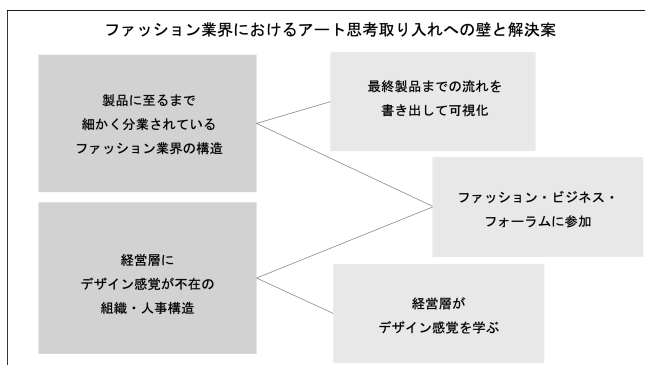 ファッション業界におけるアート思考取り入れへの壁と解決案
製品に至るまで
細かく分業されている
ファッション業界の構造
最終製品までの流れを
書き出して可視化
ファッション・ビジネス・
フォーラムに参加
経営層に
デザイン感覚が不在の
組織・人事構造
経営層が
デザイン感覚を学ぶ